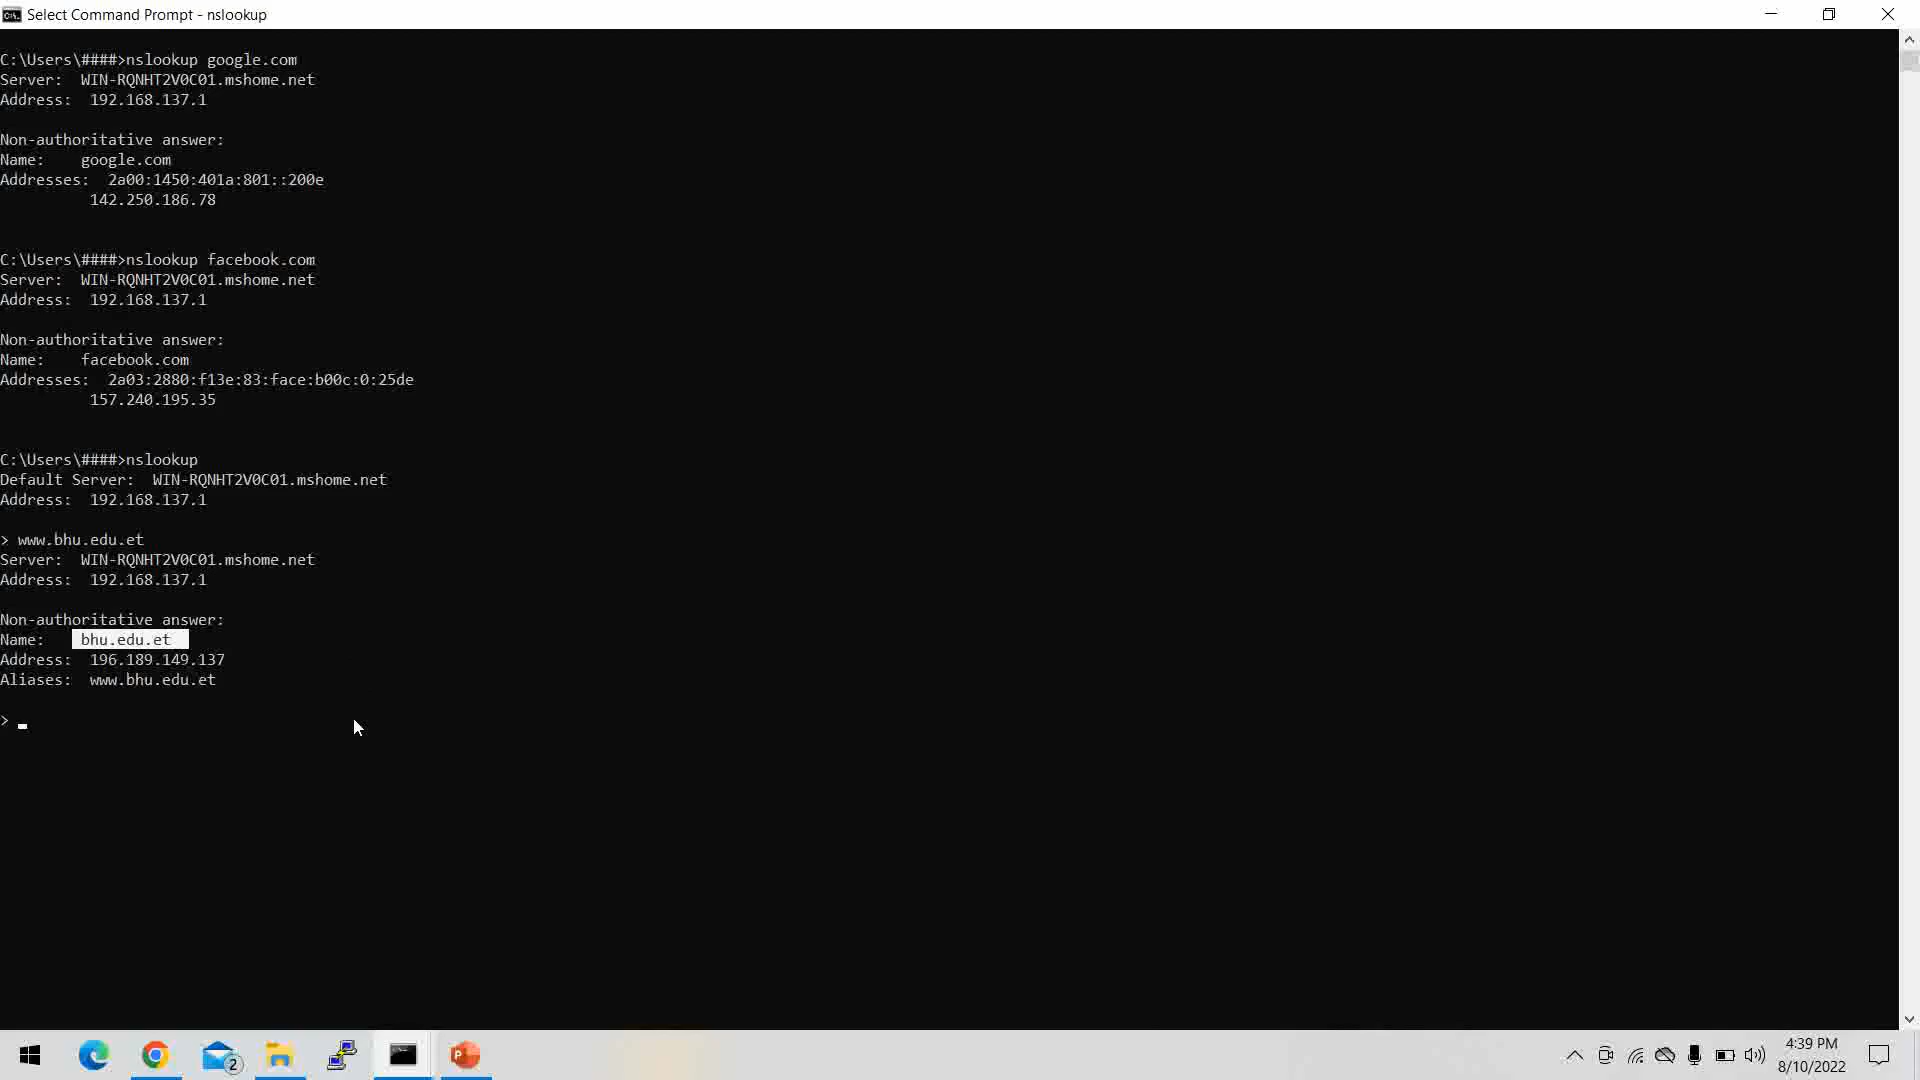 Select Command Prompt - nslookup
C:\Users\####>nslookup google.com
Server:  WIN-RQNHT2V0C01.mshome.net
Address:  192.168.137.1
Non-authoritative answer:
Name:    google.com
Addresses:  2a00:1450:401a:801::200e
192.250.186.78
C:\Users\####>nslookup facebook.com
Server:  WIN-RQNHT2V0C01.mshome.net
Address:  192.168.137.1
Non-authoritative answer:
Name:    facebook.com
Addresses:  2a03:2880:f13e:83:face:b00c:0:25de
157.240.195.35
C:\Users\####>nslookup
Default Server:  WIN-RQNHT2V0C01.mshome.net
Address:  192.168.137.1
> www.bhu.edu.et
Server:  WIN-RQNHT2V0C01.mshome.net
Address:  192.168.137.1
Non-authoritative answer:
Name:    bhu.edu.et
Address:  196.189.149.137
Aliases:  www.bhu.edu.et
>
2
4:39 PM
8/10/2022